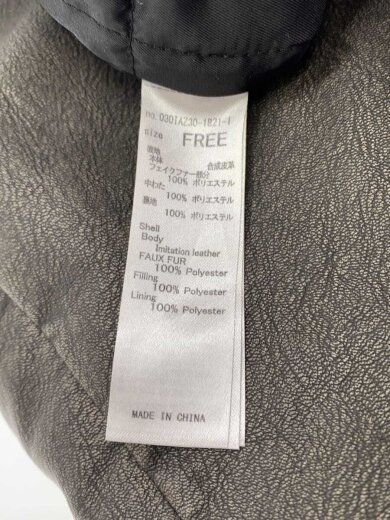 no.030IAZ30-1821-1
size FREE
表地
本体 合成皮革
フェイクファー部分
100% ポリエステル
中わた
100% ポリエステル
裏地
100% ポリエステル
Shell
Body
Imitation leather
FAUX FUR
100% Polyester
Filling
100% Polyester
Lining
100% Polyester
MADE IN CHINA